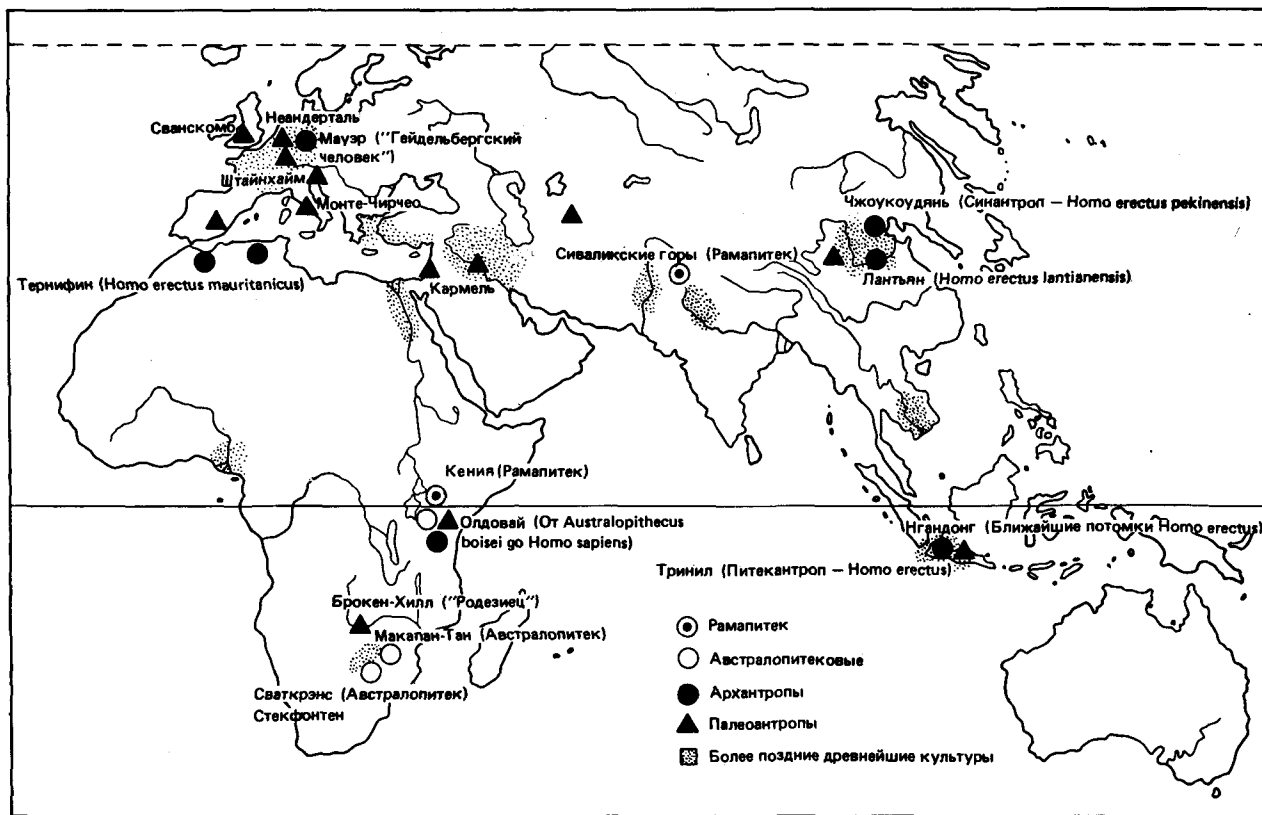 Сванскомб
Неандерталь
Мауэр ("Гейдельбергский
человек")
Штайнхайм
Монте-Чирчео
Тернифин (Homo erectus mauritanicus)
Кармель
Сиваликские горы (Рамапитек)
Чжоукоудянь (Синантроп — Homo erectus pekinensis)
Лантьян (Homo erectus lantianensis)
Кения (Рамапитек)
Олдовай (От Australopithecus
boisei go Homo sapiens)
Нгандонг (Ближайшие потомки Homo erectus)
Тринил (Питекантроп — Homo erectus)
Брокен-Хилл ("Родезиец")
Макапан-Тан (Австралопитек)
Сваткрэнс (Австралопитек)
Стекфонтен
Рамапитек
Австралопитековые
Архантропы
Палеоантропы
Более поздние древнейшие культуры